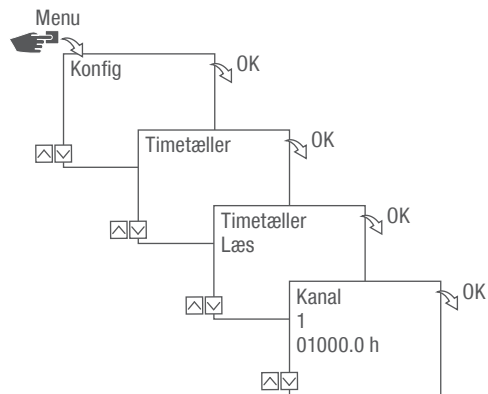 Menu
Konfig
OK
Timetæller
OK
Timetæller
Læs
OK
Kanal
1
01000.0 h
OK